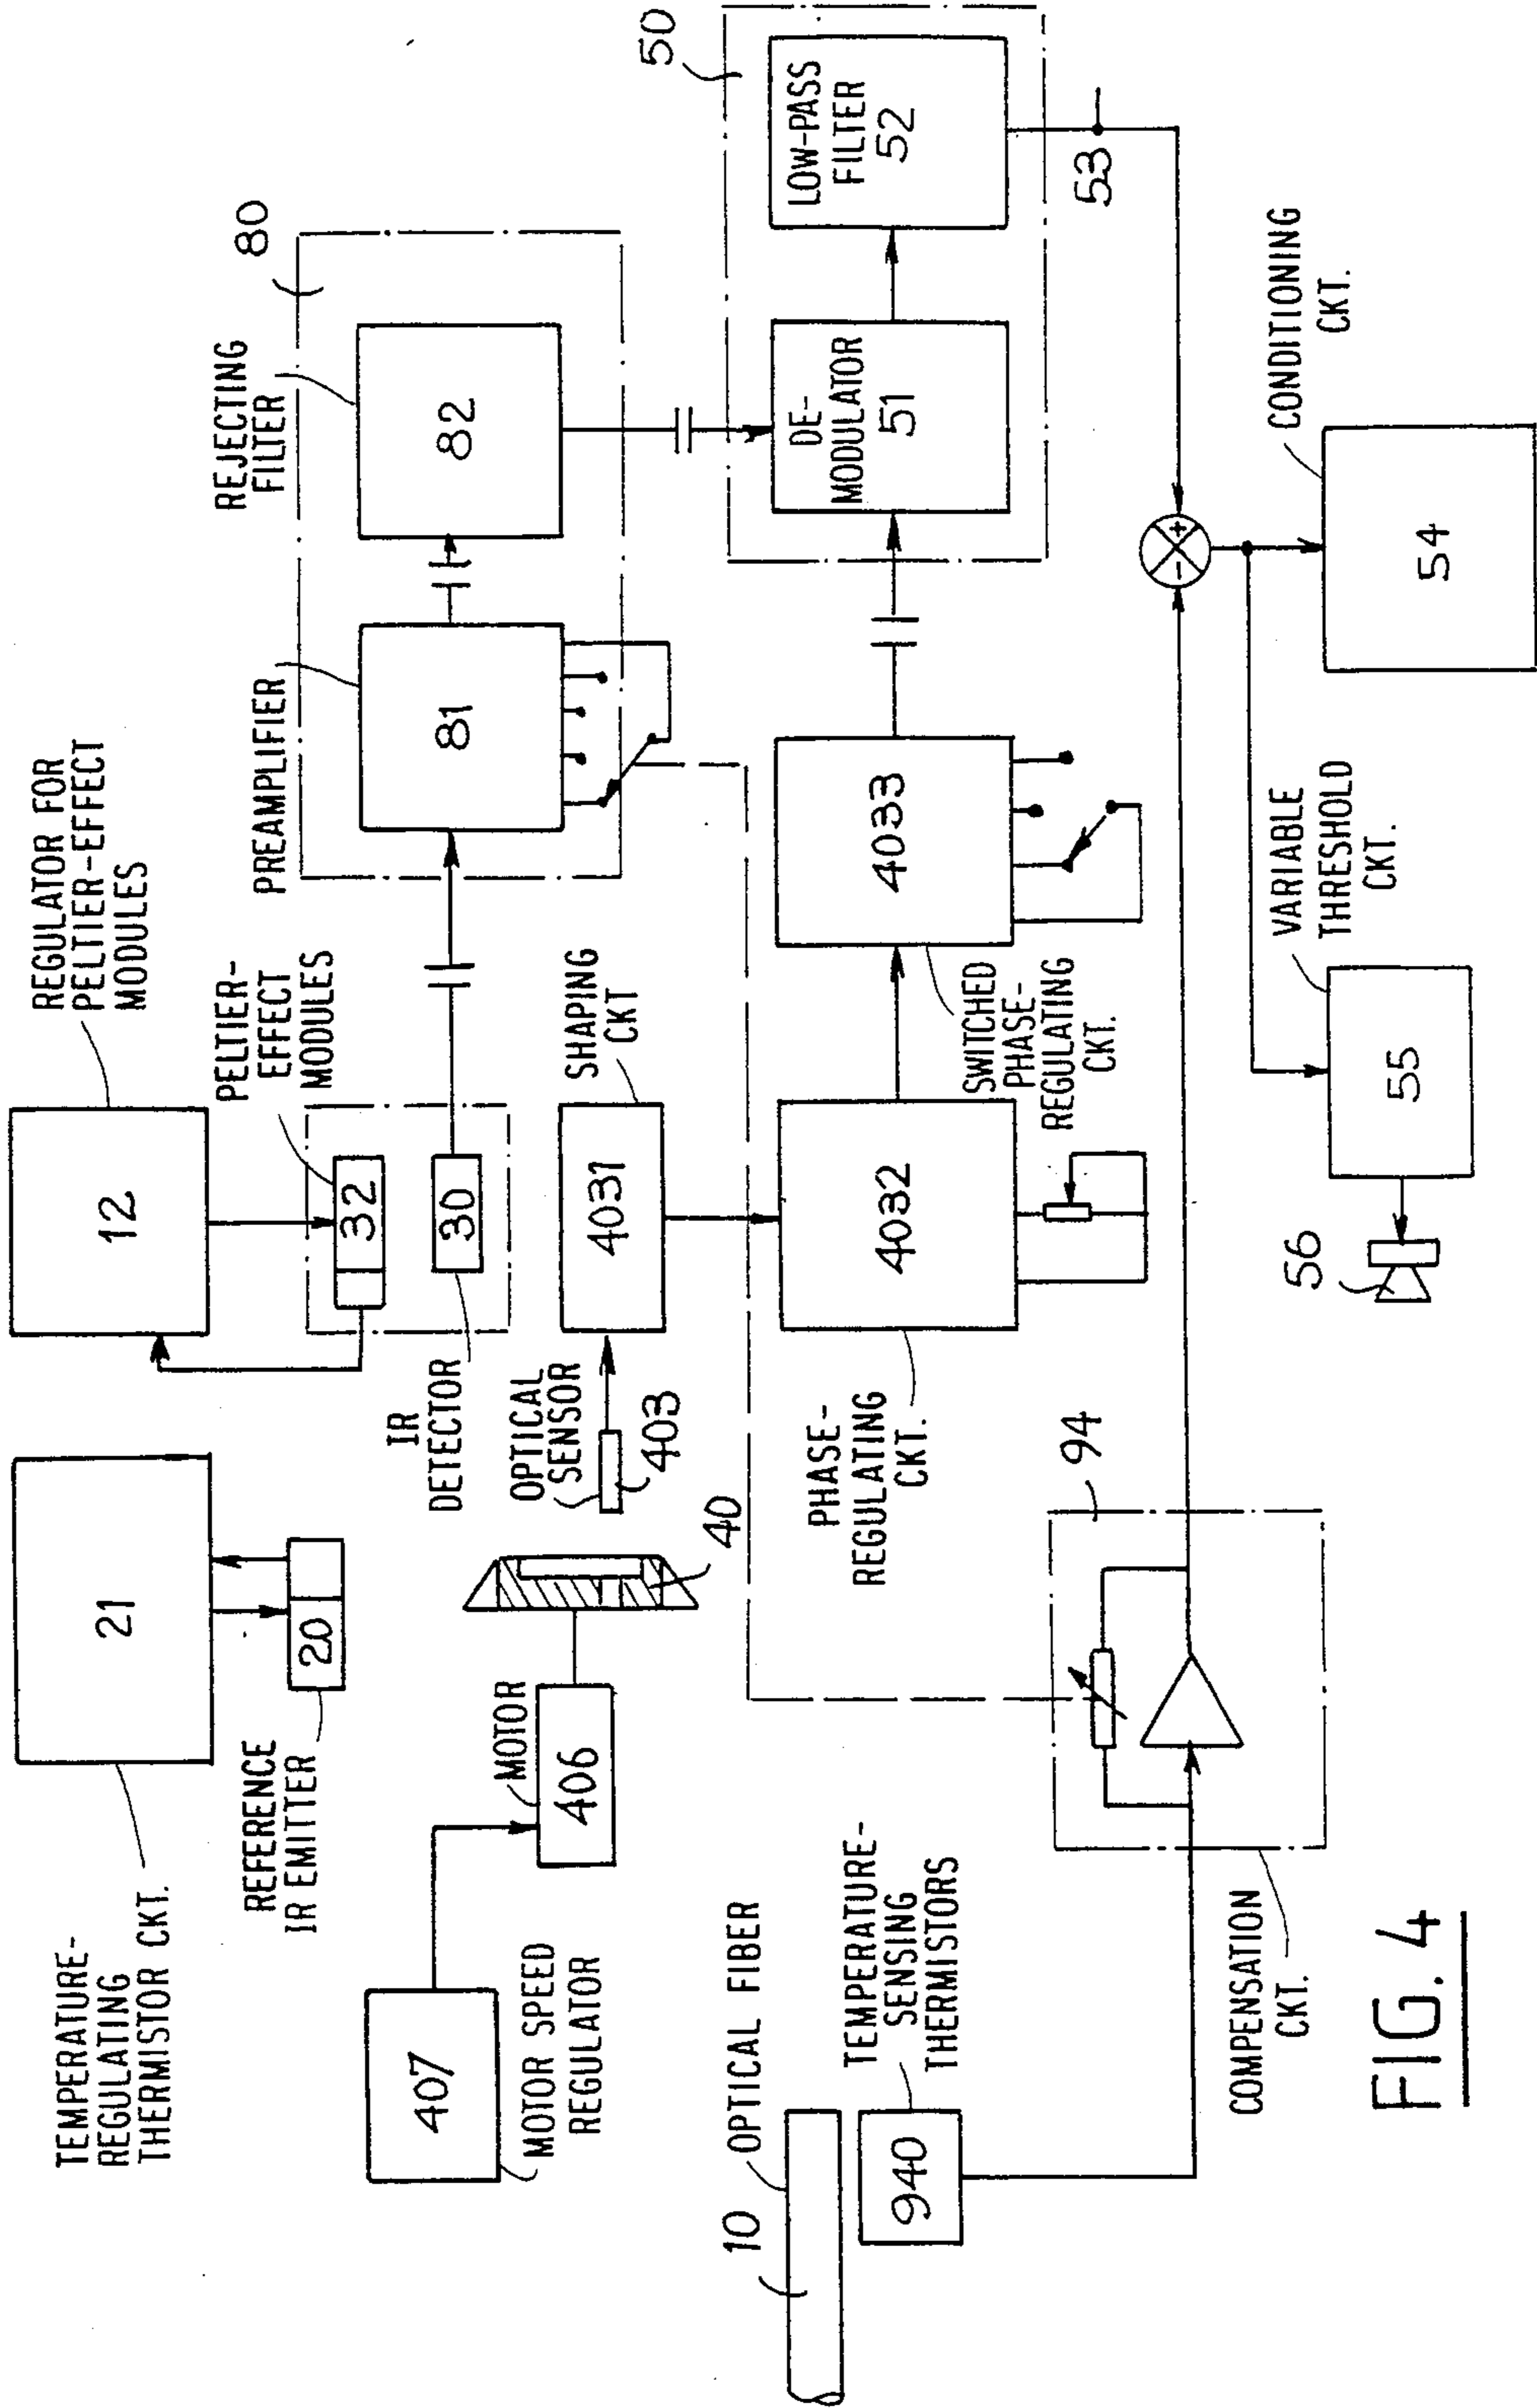 TEMPERATURE-
REGULATING
THERMISTOR CKT.
21
20
REFERENCE
IR EMITTER
REGULATOR FOR
PELTIER-EFFECT
MODULES
12
PELTIER-
EFFECT
MODULES
32
30
IR
DETECTOR
PREAMPLIFIER
81
REJECTING
FILTER
82
80
407
MOTOR SPEED
REGULATOR
MOTOR
406
40
OPTICAL
SENSOR
403
SHAPING
CKT
4031
PHASE-
REGULATING
CKT.
4032
4033
SWITCHED
PHASE-
REGULATING
CKT.
DE-
MODULATOR
51
LOW-PASS
FILTER
52
50
53
10
OPTICAL FIBER
940
TEMPERATURE-
SENSING
THERMISTORS
94
COMPENSATION
CKT.
- +
VARIABLE
THRESHOLD
CKT.
55
56
CONDITIONING
CKT.
54
FIG. 4